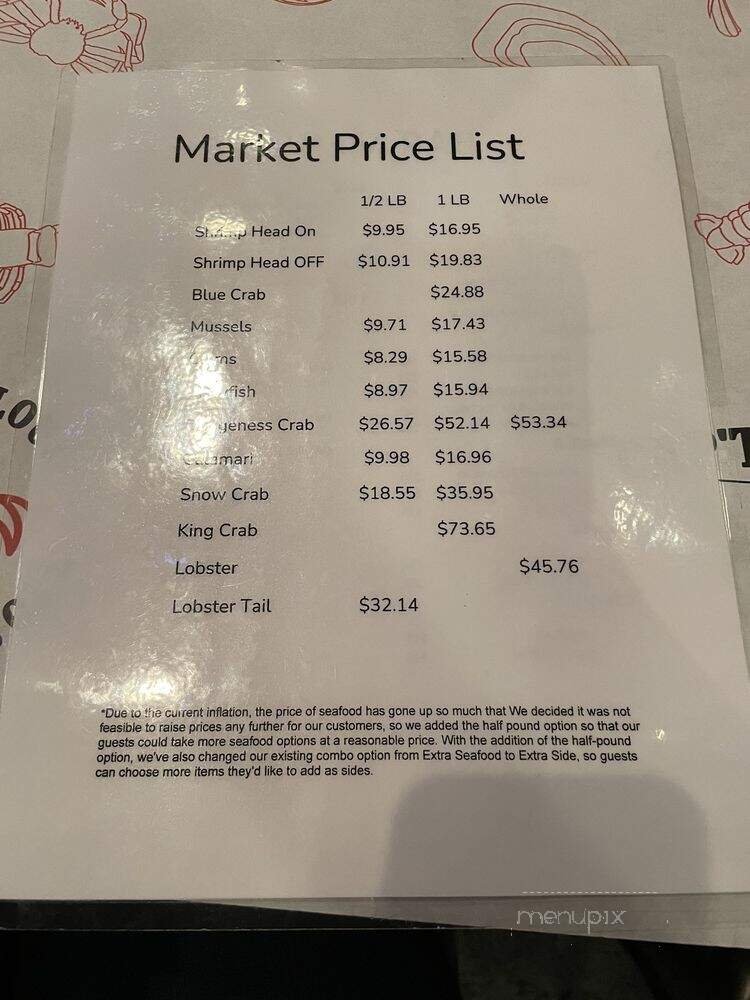 Market Price List
1/2 LB 1 LB Whole
Shrimp Head On $9.95 $16.95
Shrimp Head OFF $10.91 $19.83
Blue Crab $24.88
Mussels $9.71 $17.43
$8.29 $15.58
$8.97 $15.94
Crab $26.57 $52.14 $53.34
Calamari $9.98 $16.96
Snow Crab $18.55 $35.95
King Crab $73.65
Lobster $45.76
Lobster Tail $32.14
*Due to the current inflation, the price of seafood has gone up so much that We decided it was not
feasible to raise prices any further for our customers, so we added the half pound option so that our
guests could take more seafood options at a reasonable price. With the addition of the half-pound
option, we've also changed our existing combo option from Extra Seafood to Extra Side, so guests
can choose more items they'd like to add as sides.
menupix